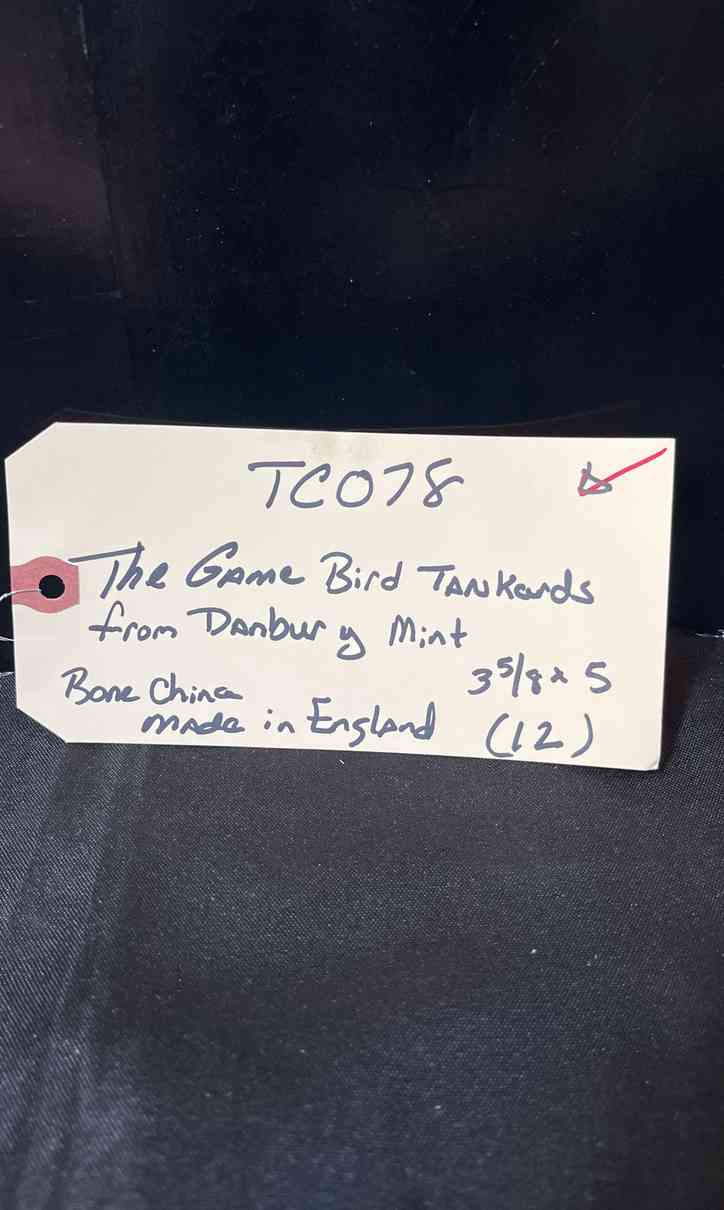 TC078
The Game Bird Tankards
from Danbury Mint
Bone China 3 5/8 x 5
made in England (12)